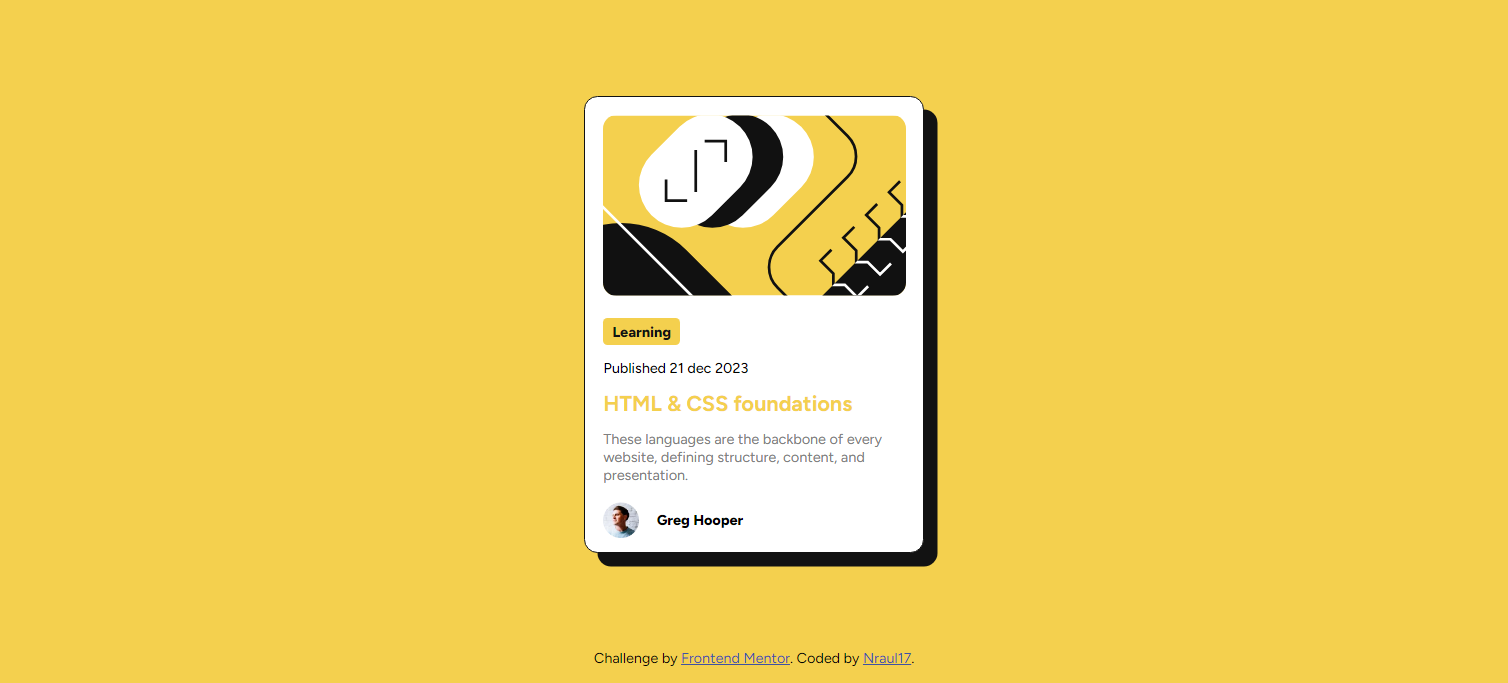 Learning
Published 21 dec 2023
HTML & CSS foundations
These languages are the backbone of every
website, defining structure, content, and
presentation.
Greg Hooper
Challenge by Frontend Mentor. Coded by Nraul17.